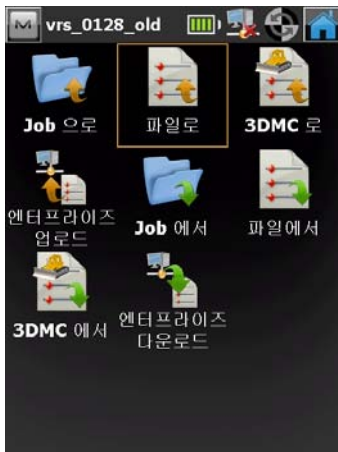 vrs_0128_old
Job 으로
파일로
3DMC 로
엔터프라이즈
업로드
Job 에서
파일에서
3DMC 에서
엔터프라이즈
다운로드